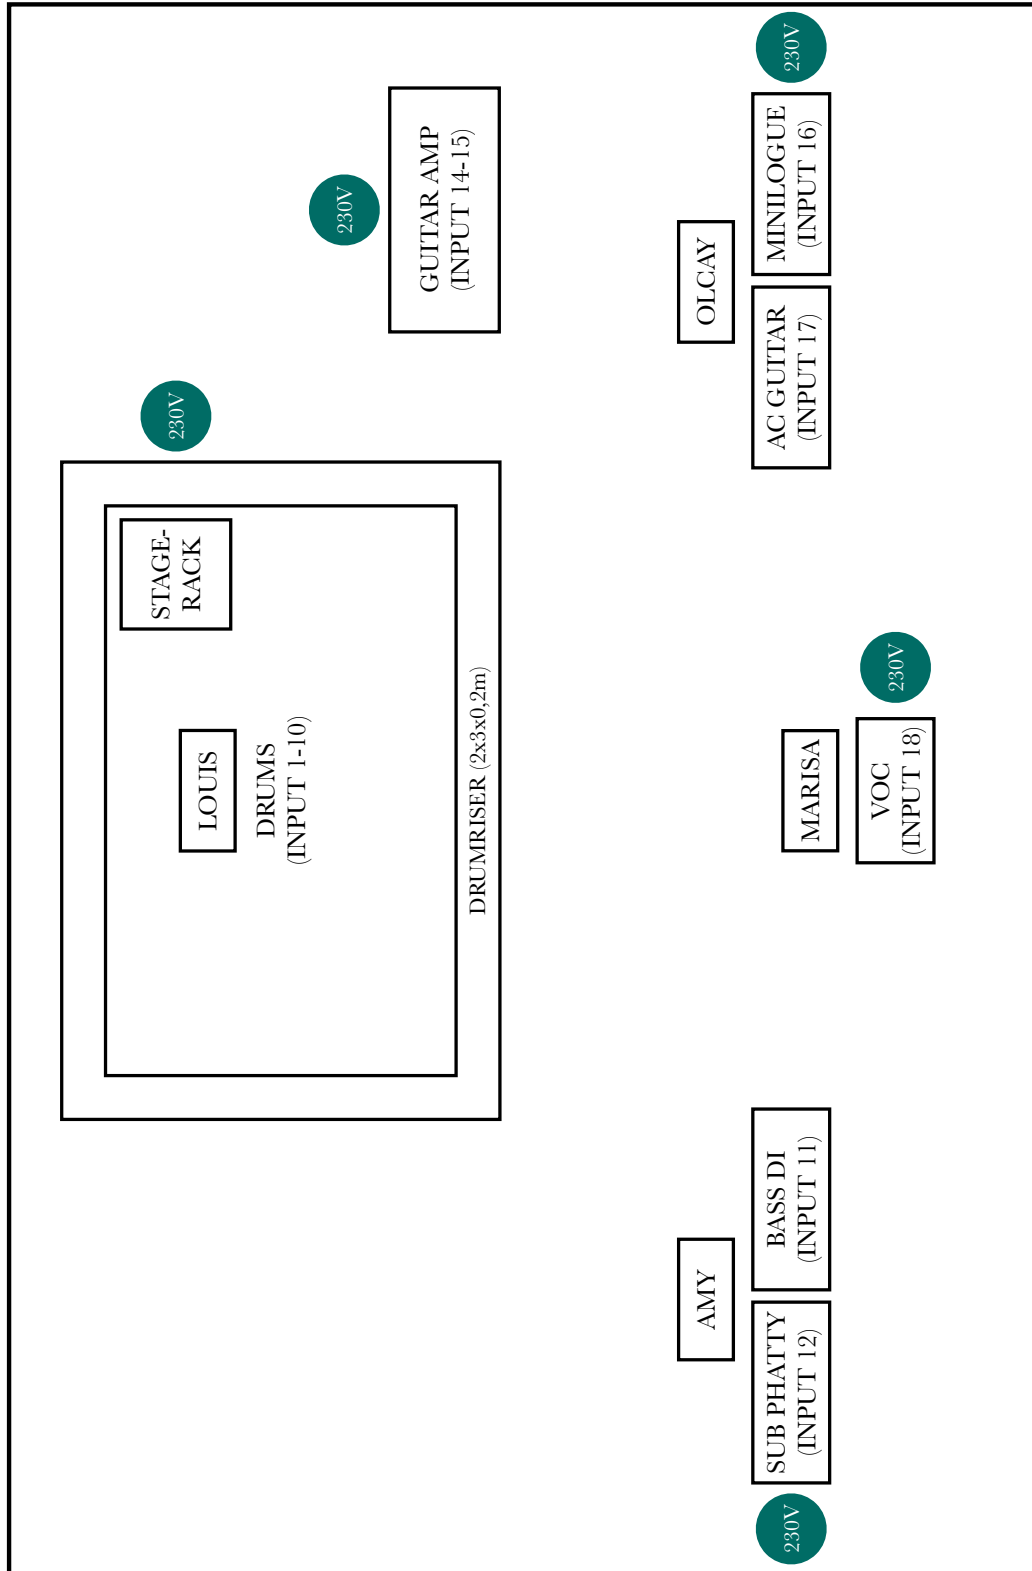 STAGE-
RACK
230V
LOUIS
DRUMS
(INPUT 1-10)
230V
GUITAR AMP
(INPUT 14-15)
DRUMRISER (2x3x0,2m)
AMY
OLCAY
230V
SUB PHATTY
(INPUT 12)
BASS DI
(INPUT 11)
MARISA
VOC
(INPUT 18)
230V
AC GUITAR
(INPUT 17)
MINILOGUE
(INPUT 16)
230V